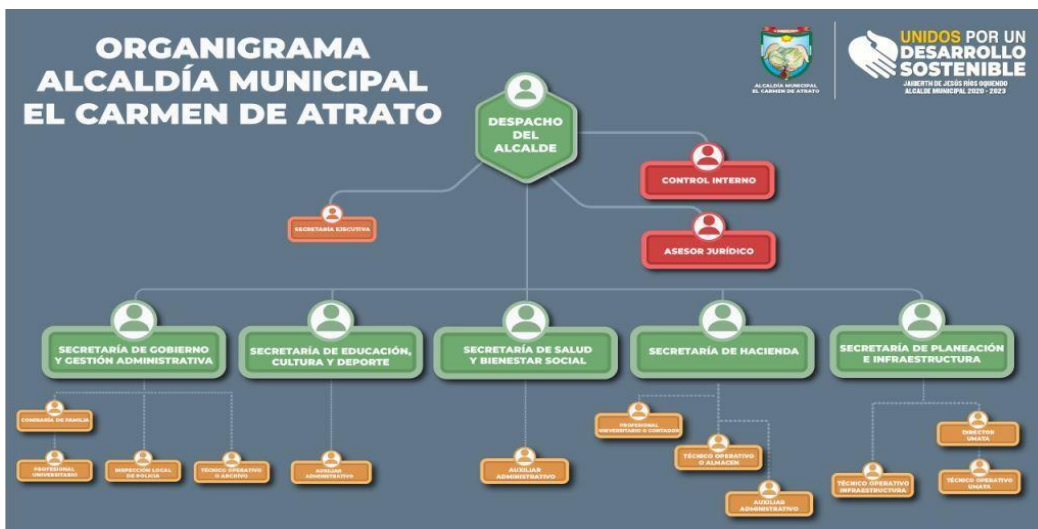 ORGANIGRAMA
ALCALDÍA MUNICIPAL
EL CARMEN DE ATRATO
ALCALDÍA MUNICIPAL
EL CARMEN DE ATRATO
UNIDOS POR UN
DESARROLLO
SOSTENIBLE
JAIBERTH DE JESÚS RÍOS OQUENDO
ALCALDE MUNICIPAL 2020 - 2023
DESPACHO
DEL
ALCALDE
CONTROL INTERNO
SECRETARÍA EJECUTIVA
ASESOR JURÍDICO
SECRETARÍA DE GOBIERNO
Y GESTIÓN ADMINISTRATIVA
SECRETARÍA DE EDUCACIÓN,
CULTURA Y DEPORTE
SECRETARÍA DE SALUD
Y BIENESTAR SOCIAL
SECRETARÍA DE HACIENDA
SECRETARÍA DE PLANEACIÓN
E INFRAESTRUCTURA
COMISARÍA DE FAMILIA
PROFESIONAL
UNIVERSITARIO
INSPECCIÓN LOCAL
DE POLICÍA
TÉCNICO OPERATIVO
O ARCHIVO
AUXILIAR
ADMINISTRATIVA
AUXILIAR
ADMINISTRATIVO
PROFESIONAL
UNIVERSITARIO O CONTADOR
TÉCNICO OPERATIVO
O ALMACEN
AUXILIAR
ADMINISTRATIVO
DIRECTOR
UMATA
TÉCNICO OPERATIVO
INFRAESTRUCTURA
TÉCNICO OPERATIVO
UMATA